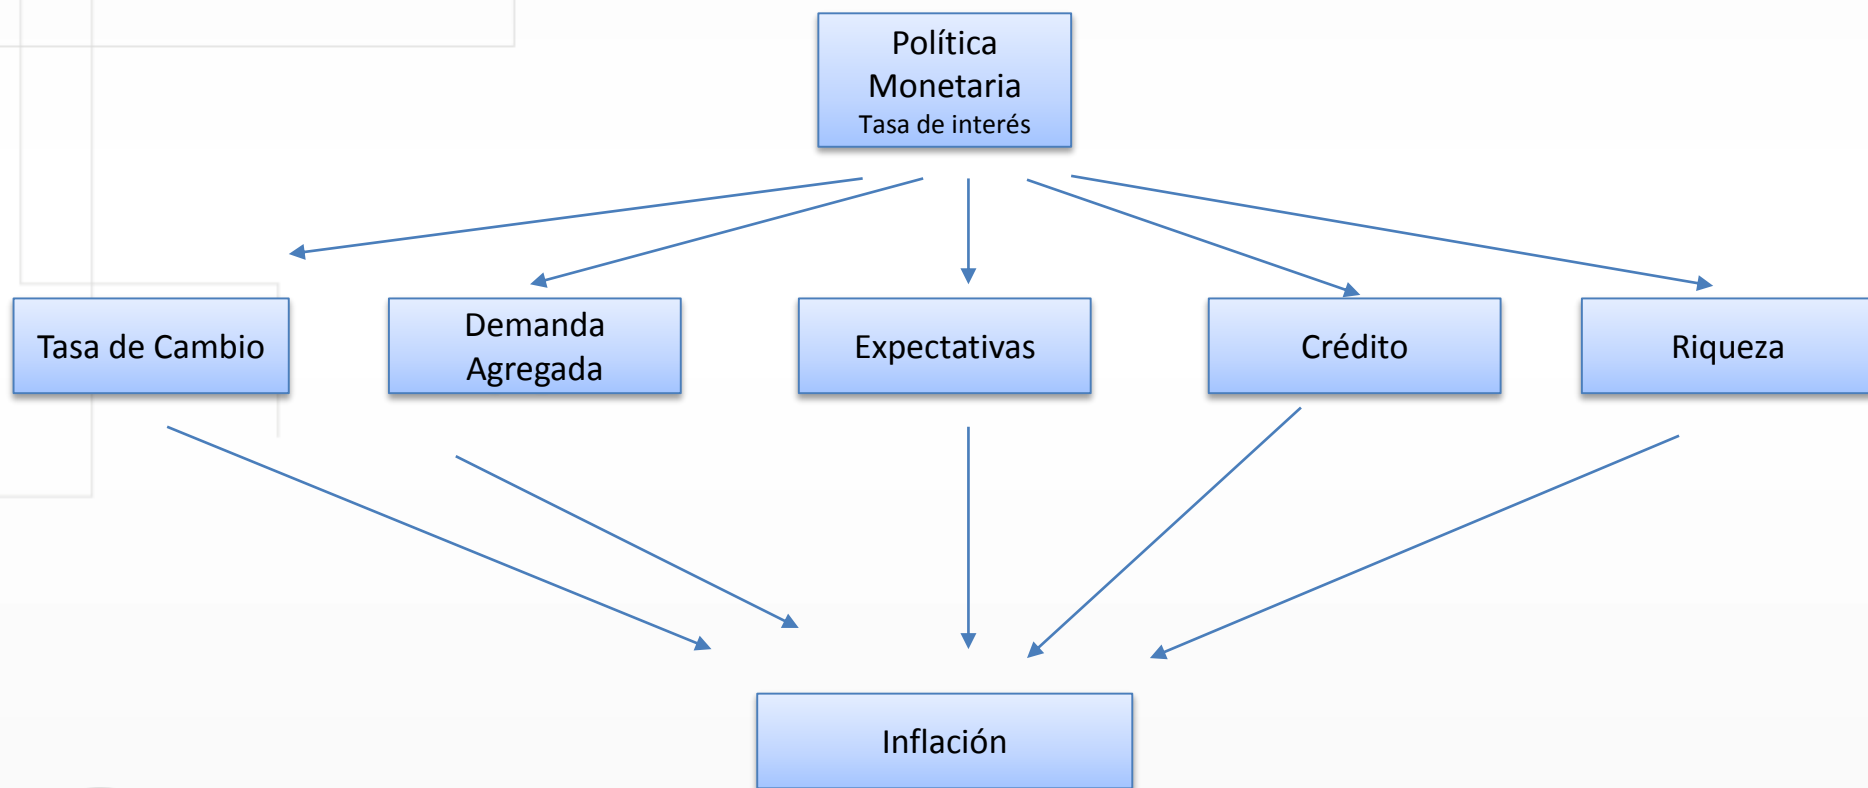 Política
Monetaria
Tasa de interés
Tasa de Cambio
Demanda
Agregada
Expectativas
Crédito
Riqueza
Inflación